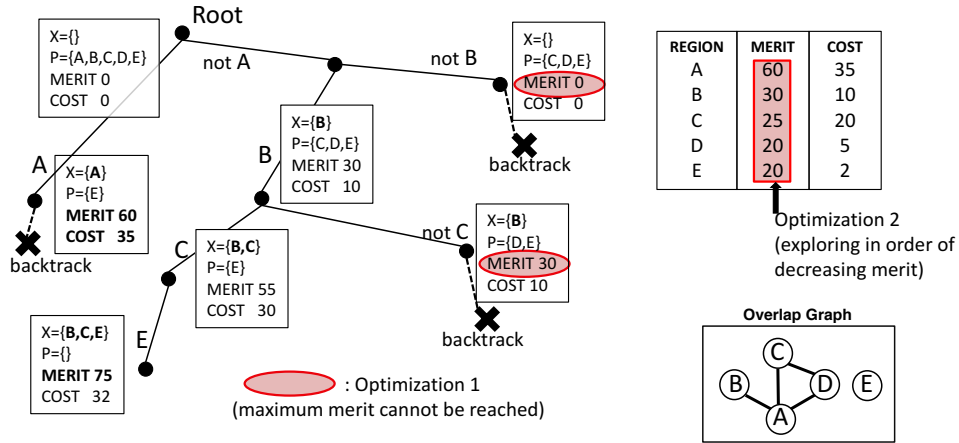 Root
X={}
P={A,B,C,D,E}
MERIT 0
COST 0
not A
not B
X={}
P={C,D,E}
MERIT 0
COST 0
backtrack
A
X={A}
P={E}
MERIT 60
COST 35
backtrack
B
X={B}
P={C,D,E}
MERIT 30
COST 10
C
X={B,C}
P={E}
MERIT 55
COST 30
not C
X={B}
P={D,E}
MERIT 30
COST 10
backtrack
E
X={B,C,E}
P={}
MERIT 75
COST 32
: Optimization 1
(maximum merit cannot be reached)
REGION MERIT COST
A 60 35
B 30 10
C 25 20
D 20 5
E 20 2
Optimization 2
(exploring in order of
decreasing merit)
Overlap Graph
C
B D E
A